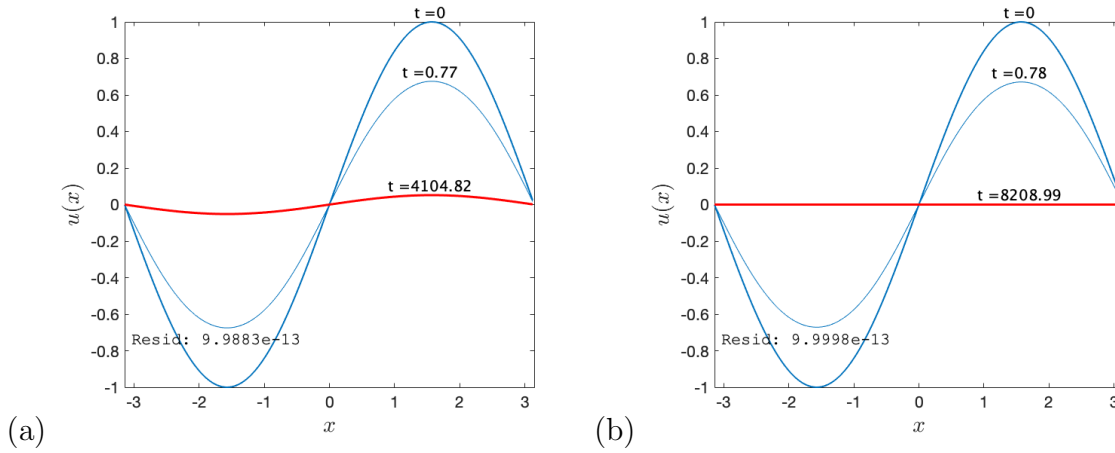 t =0
1
0.8
t =0.77
0.6
0.4
0.2
t =4104.82
0
-0.2
-0.4
-0.6
Resid: 9.9883e-13
-0.8
-1
-3
-2
-1
0
1
2
3
x
u(x)
(a)
t =0
1
0.8
t =0.78
0.6
0.4
0.2
t =8208.99
0
-0.2
-0.4
-0.6
Resid: 9.9998e-13
-0.8
-1
-3
-2
-1
0
1
2
3
x
u(x)
(b)